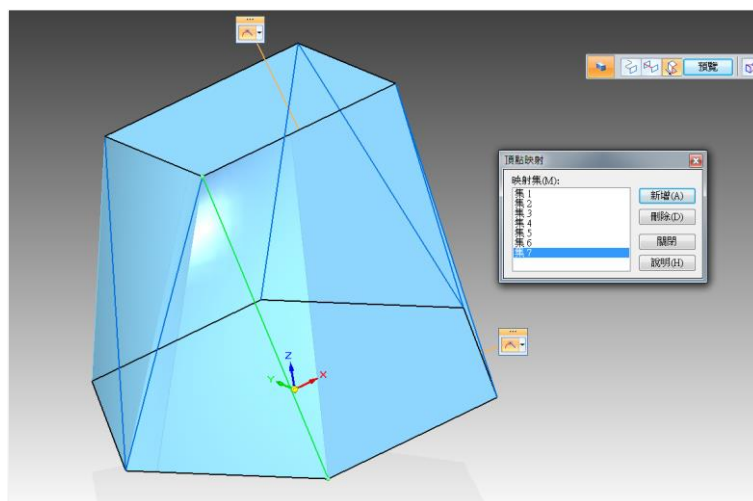 預覽
頂點映射
映射集(M):
集 1
集 2
集 3
集 4
集 5
集 6
集 7
新增(A)
刪除(D)
關閉
說明(H)
Z
Y
X